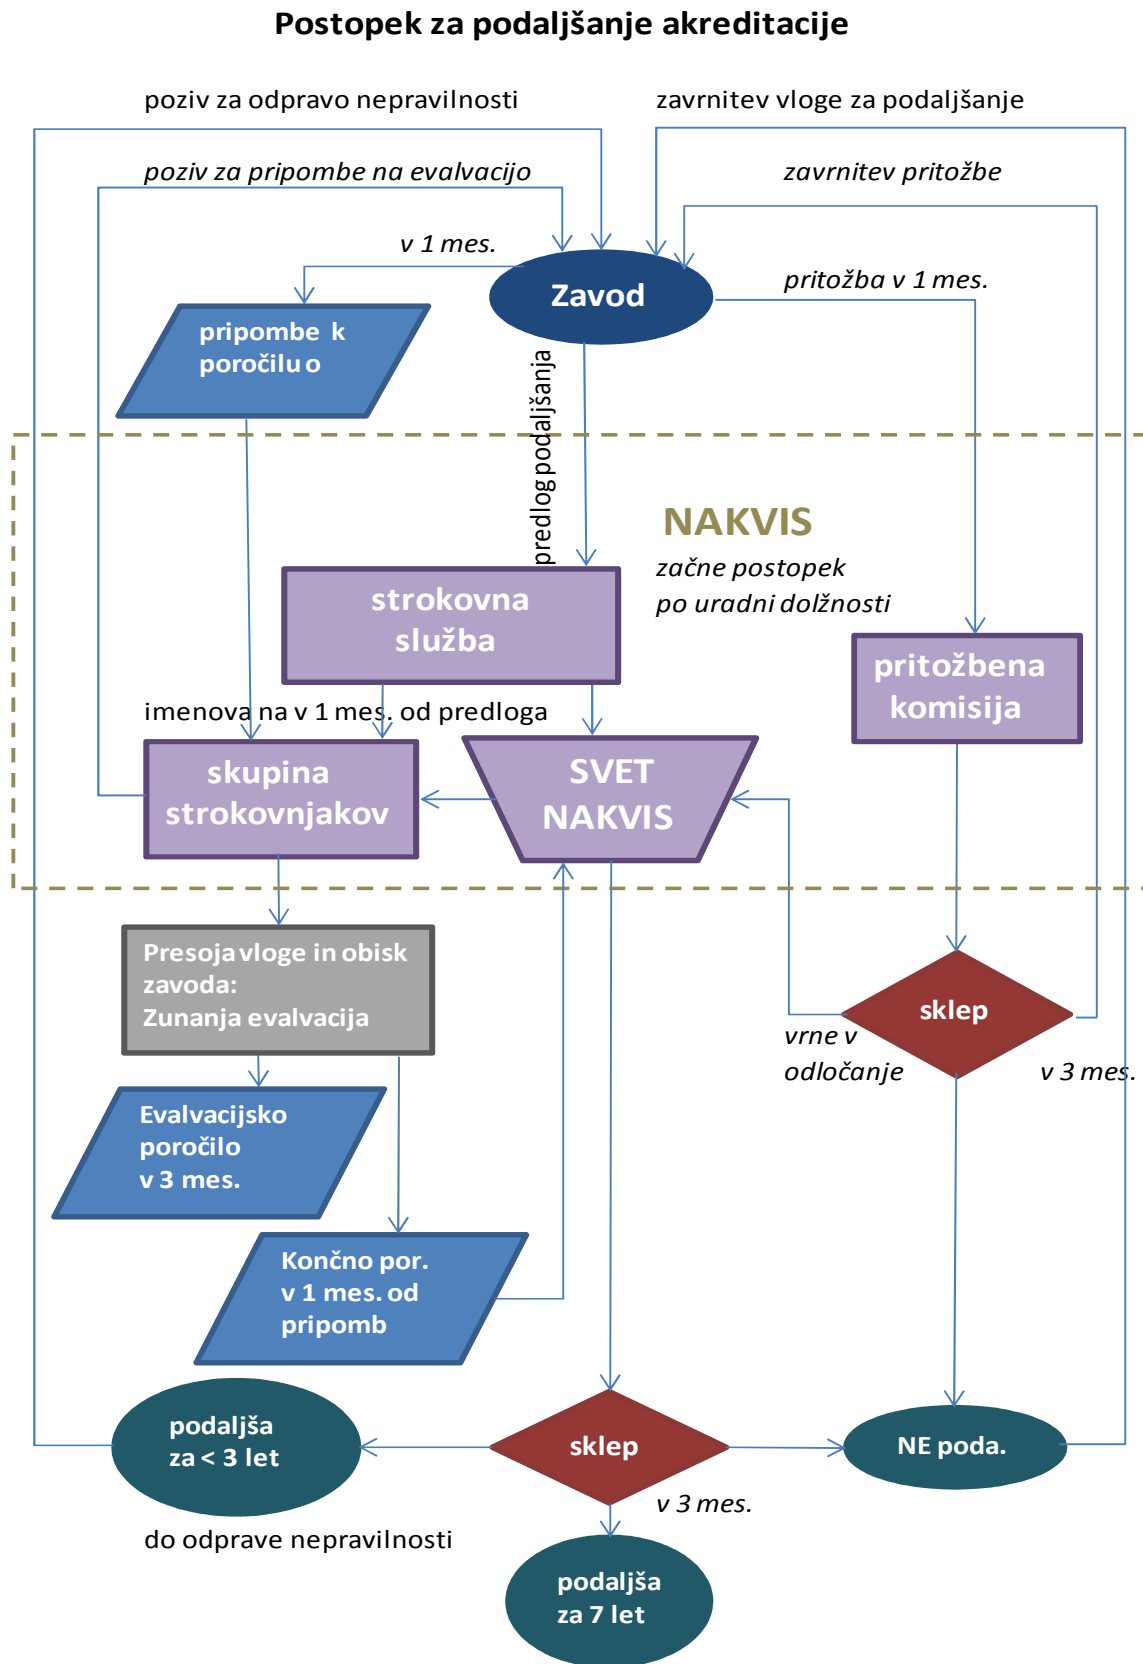 Postopek za podaljšanje akreditacije
poziv za odpravo nepravilnosti
zavrnitev vloge za podaljšanje
poziv za pripombe na evalvacijo
zavrnitev pritožbe
v 1 mes.
Zavod
pritožba v 1 mes.
pripombe k
poročilu o
predlog podaljšanja
NAKVIS
začne postopek
po uradni dolžnosti
strokovna
služba
pritožbena
komisija
imenova na v 1 mes. od predloga
skupina
strokovnjakov
SVET
NAKVIS
Presoja vloge in obisk
zavoda:
Zunanja evalvacija
sklep
vrne v
odločanje
v 3 mes.
Evalvacijsko
poročilo
v 3 mes.
Končno por.
v 1 mes. od
pripomb
podaljša
za < 3 let
sklep
NE poda.
v 3 mes.
do odprave nepravilnosti
podaljša
za 7 let